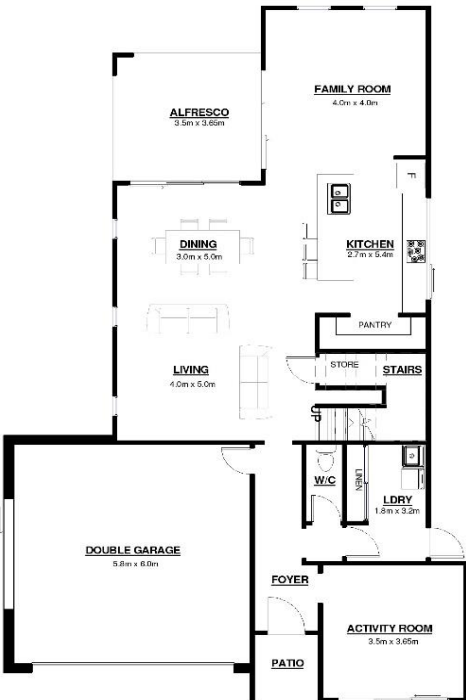 FAMILY ROOM
4.0m x 4.0m
ALFRESCO
3.5m x 3.65m
F
DINING
3.0m x 5.0m
KITCHEN
2.7m x 5.4m
PANTRY
LIVING
4.0m x 5.0m
STORE
STAIRS
UP
W/C
LINEN
LDRY
1.8m x 3.2m
DOUBLE GARAGE
5.8m x 6.0m
FOYER
ACTIVITY ROOM
3.5m x 3.65m
PATIO